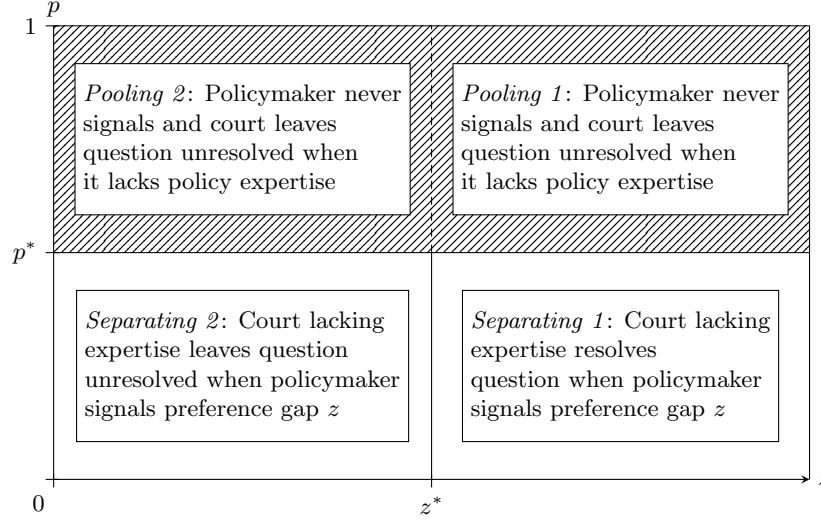 p
1
Pooling 2: Policymaker never
signals and court leaves
question unresolved when
it lacks policy expertise
Pooling 1: Policymaker never
signals and court leaves
question unresolved when
it lacks policy expertise
p*
Separating 2: Court lacking
expertise leaves question
unresolved when policymaker
signals preference gap z
Separating 1: Court lacking
expertise resolves
question when policymaker
signals preference gap z
0
z*